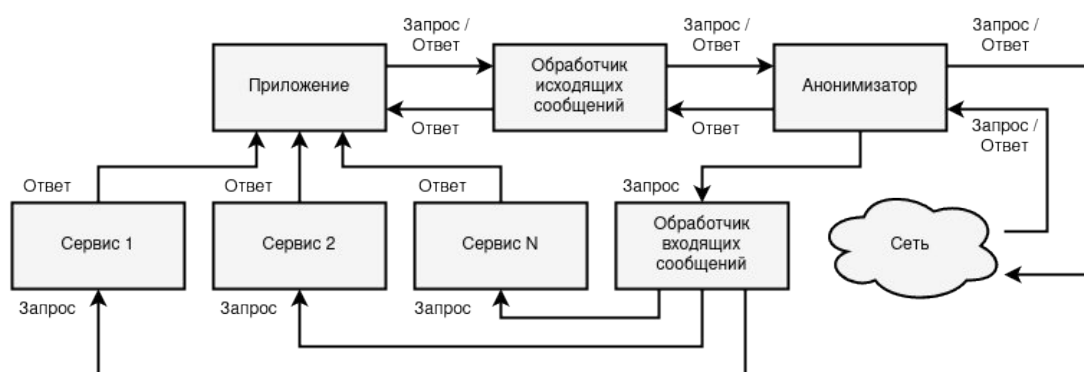 Запрос /
Ответ
Запрос /
Ответ
Запрос /
Ответ
Приложение
Обработчик
исходящих
сообщений
Анонимизатор
Ответ
Ответ
Запрос /
Ответ
Ответ
Ответ
Ответ
Запрос
Сервис 1
Сервис 2
Сервис N
Обработчик
входящих
сообщений
Сеть
Запрос
Запрос
Запрос